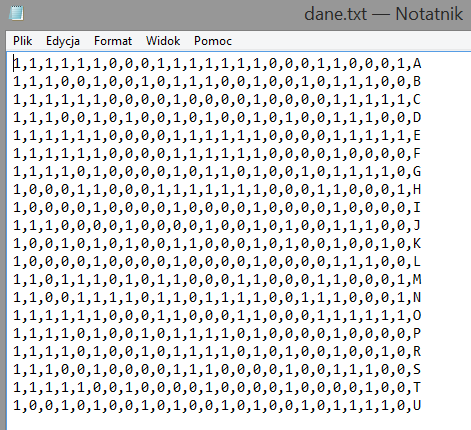 dane.txt — Notatnik
Plik Edycja Format Widok Pomoc
1,1,1,1,1,1,0,0,0,1,1,1,1,1,1,1,0,0,0,1,1,0,0,0,1,A
1,1,1,0,0,1,0,0,1,0,1,1,1,1,0,1,0,0,1,0,1,1,1,0,0,B
1,1,1,1,1,1,0,0,0,0,1,0,0,0,0,1,0,0,0,0,1,1,1,1,1,C
1,1,1,0,0,1,0,0,1,0,1,0,0,1,0,1,0,0,1,0,1,1,1,0,0,D
1,1,1,1,1,1,0,0,0,0,1,1,1,1,1,1,0,0,0,0,1,1,1,1,1,E
1,1,1,1,1,1,0,0,0,0,1,1,1,1,1,1,0,0,0,0,1,0,0,0,0,F
1,1,1,1,0,1,0,0,0,0,1,0,1,1,0,1,0,0,1,0,1,1,1,1,0,G
1,0,0,0,1,1,0,0,0,1,1,1,1,1,1,1,0,0,0,1,1,0,0,0,1,H
1,0,0,0,0,1,0,0,0,0,1,0,0,0,0,1,0,0,0,0,1,0,0,0,0,I
1,1,1,0,0,0,0,1,0,0,0,0,1,0,0,1,0,1,0,0,1,1,1,0,0,J
1,0,0,1,0,1,0,1,0,0,1,1,0,0,0,1,0,1,0,0,1,0,0,1,0,K
1,0,0,0,0,1,0,0,0,0,1,0,0,0,0,1,0,0,0,0,1,1,1,0,0,L
1,0,0,0,1,1,1,0,1,1,1,0,1,0,1,1,0,0,0,1,1,0,0,0,1,M
1,0,0,0,1,1,1,0,0,1,1,0,1,0,1,1,0,0,1,1,1,0,0,0,1,N
1,1,1,1,1,1,0,0,0,1,1,0,0,0,1,1,0,0,0,1,1,1,1,1,1,O
1,1,1,1,0,1,0,0,1,0,1,1,1,1,0,1,0,0,0,0,1,0,0,0,0,P
1,1,1,1,0,1,0,0,1,0,1,1,1,1,0,1,0,1,0,0,1,0,0,1,0,R
1,1,1,0,0,1,0,0,0,0,1,1,1,0,0,0,0,1,0,0,1,1,1,0,0,S
1,1,1,1,1,0,0,1,0,0,0,0,1,0,0,0,0,1,0,0,0,0,1,0,0,T
1,0,0,1,0,1,0,0,1,0,1,0,0,1,0,1,0,0,1,0,1,1,1,1,0,U